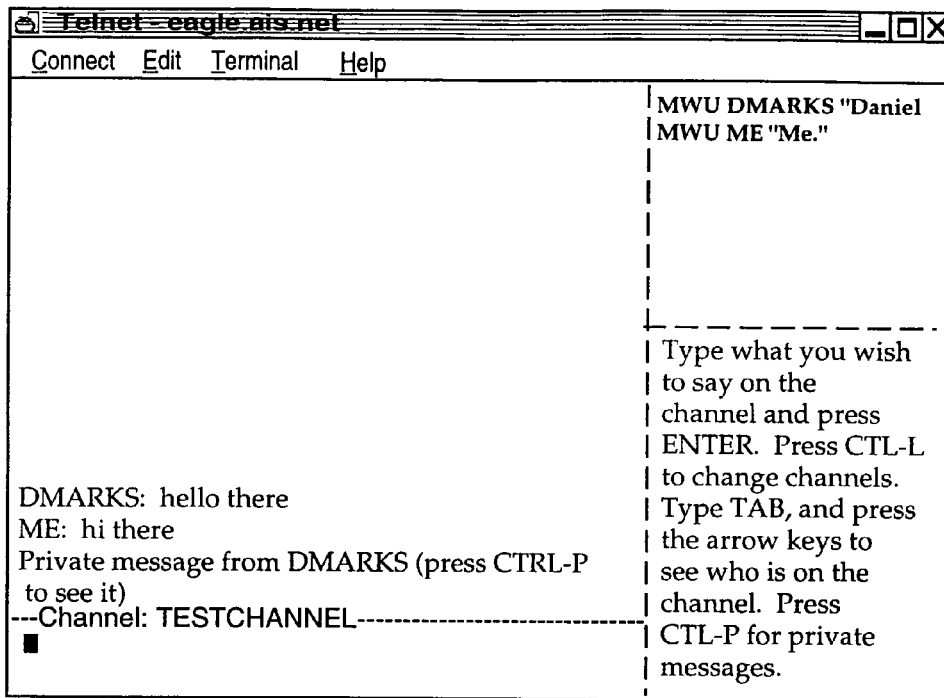 Telnet - eagle.ais.net
Connect Edit Terminal Help
MWU DMARKS "Daniel
MWU ME "Me."
DMARKS: hello there
ME: hi there
Private message from DMARKS (press CTRL-P
to see it)
---Channel: TESTCHANNEL-----------------------------
Type what you wish
to say on the
channel and press
ENTER. Press CTL-L
to change channels.
Type TAB, and press
the arrow keys to
see who is on the
channel. Press
CTL-P for private
messages.